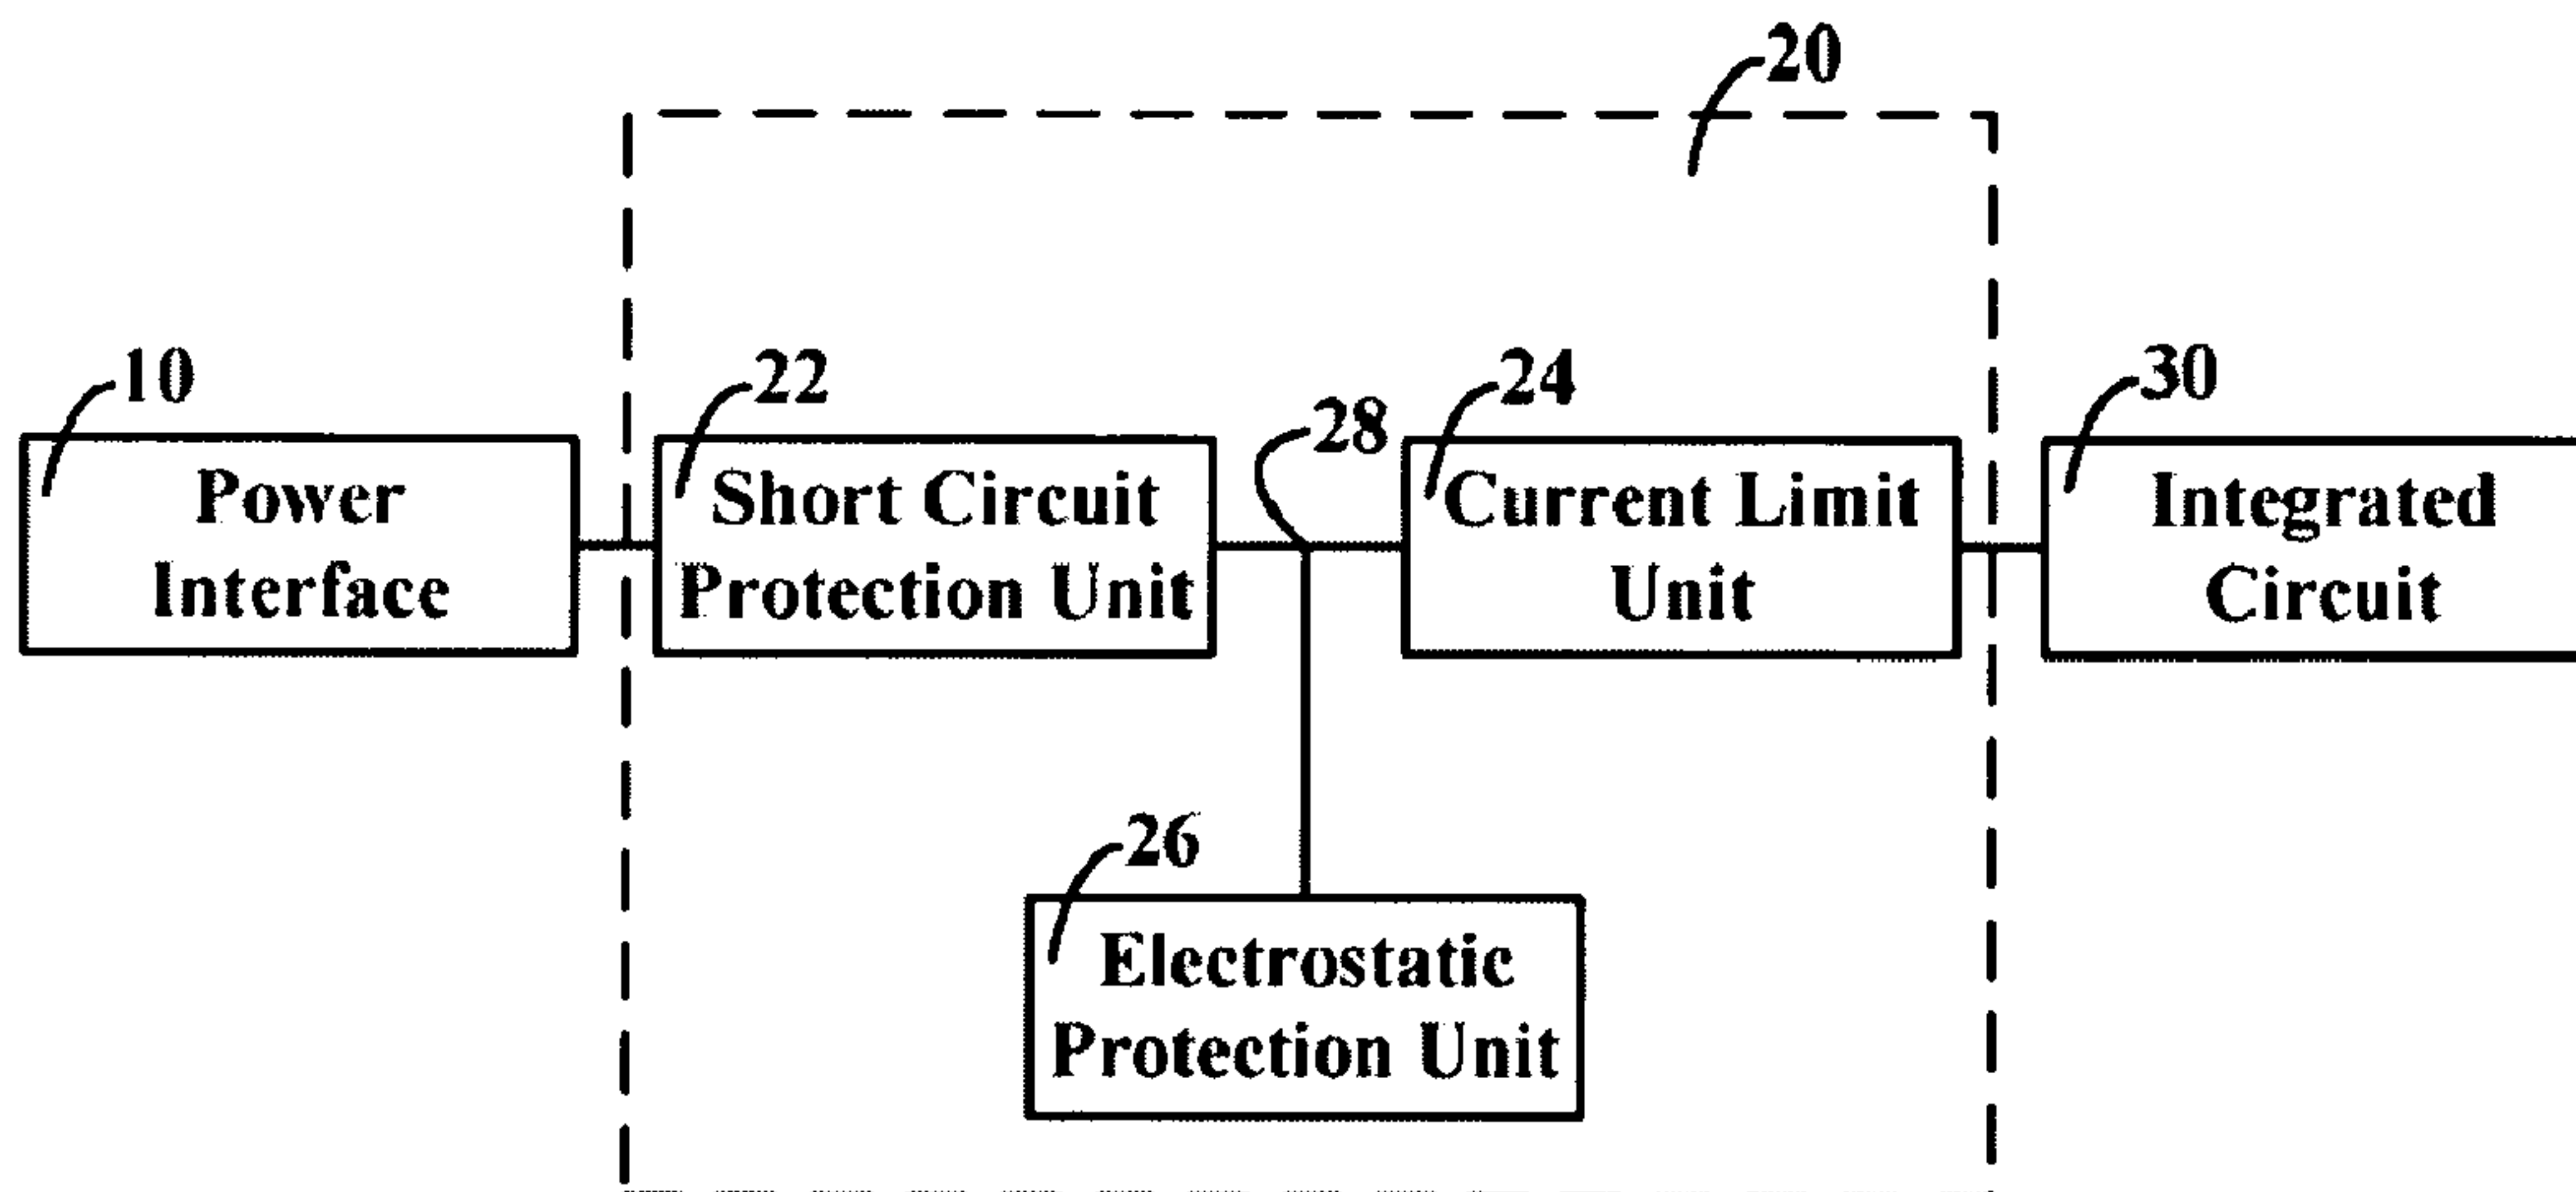 20
10
22
28
24
30
Power
Interface
Short Circuit
Protection Unit
Current Limit
Unit
Integrated
Circuit
26
Electrostatic
Protection Unit